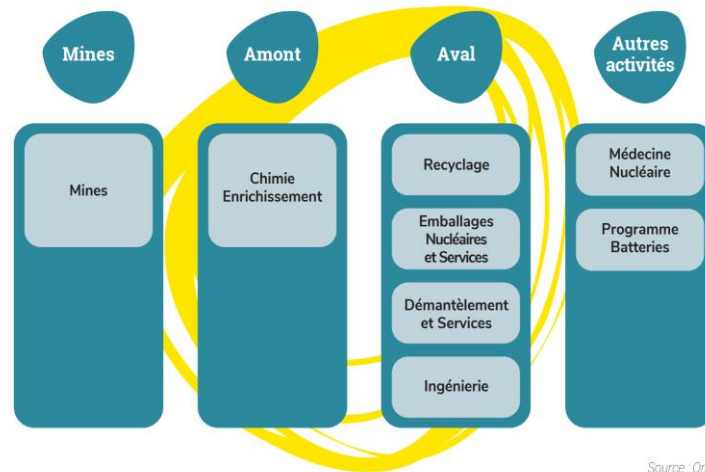 Mines
Amont
Aval
Autres
activités
Mines
Chimie
Enrichissement
Recyclage
Emballages
Nucléaires
et Services
Démantèlement
et Services
Ingénierie
Médecine
Nucléaire
Programme
Batteries
Source :